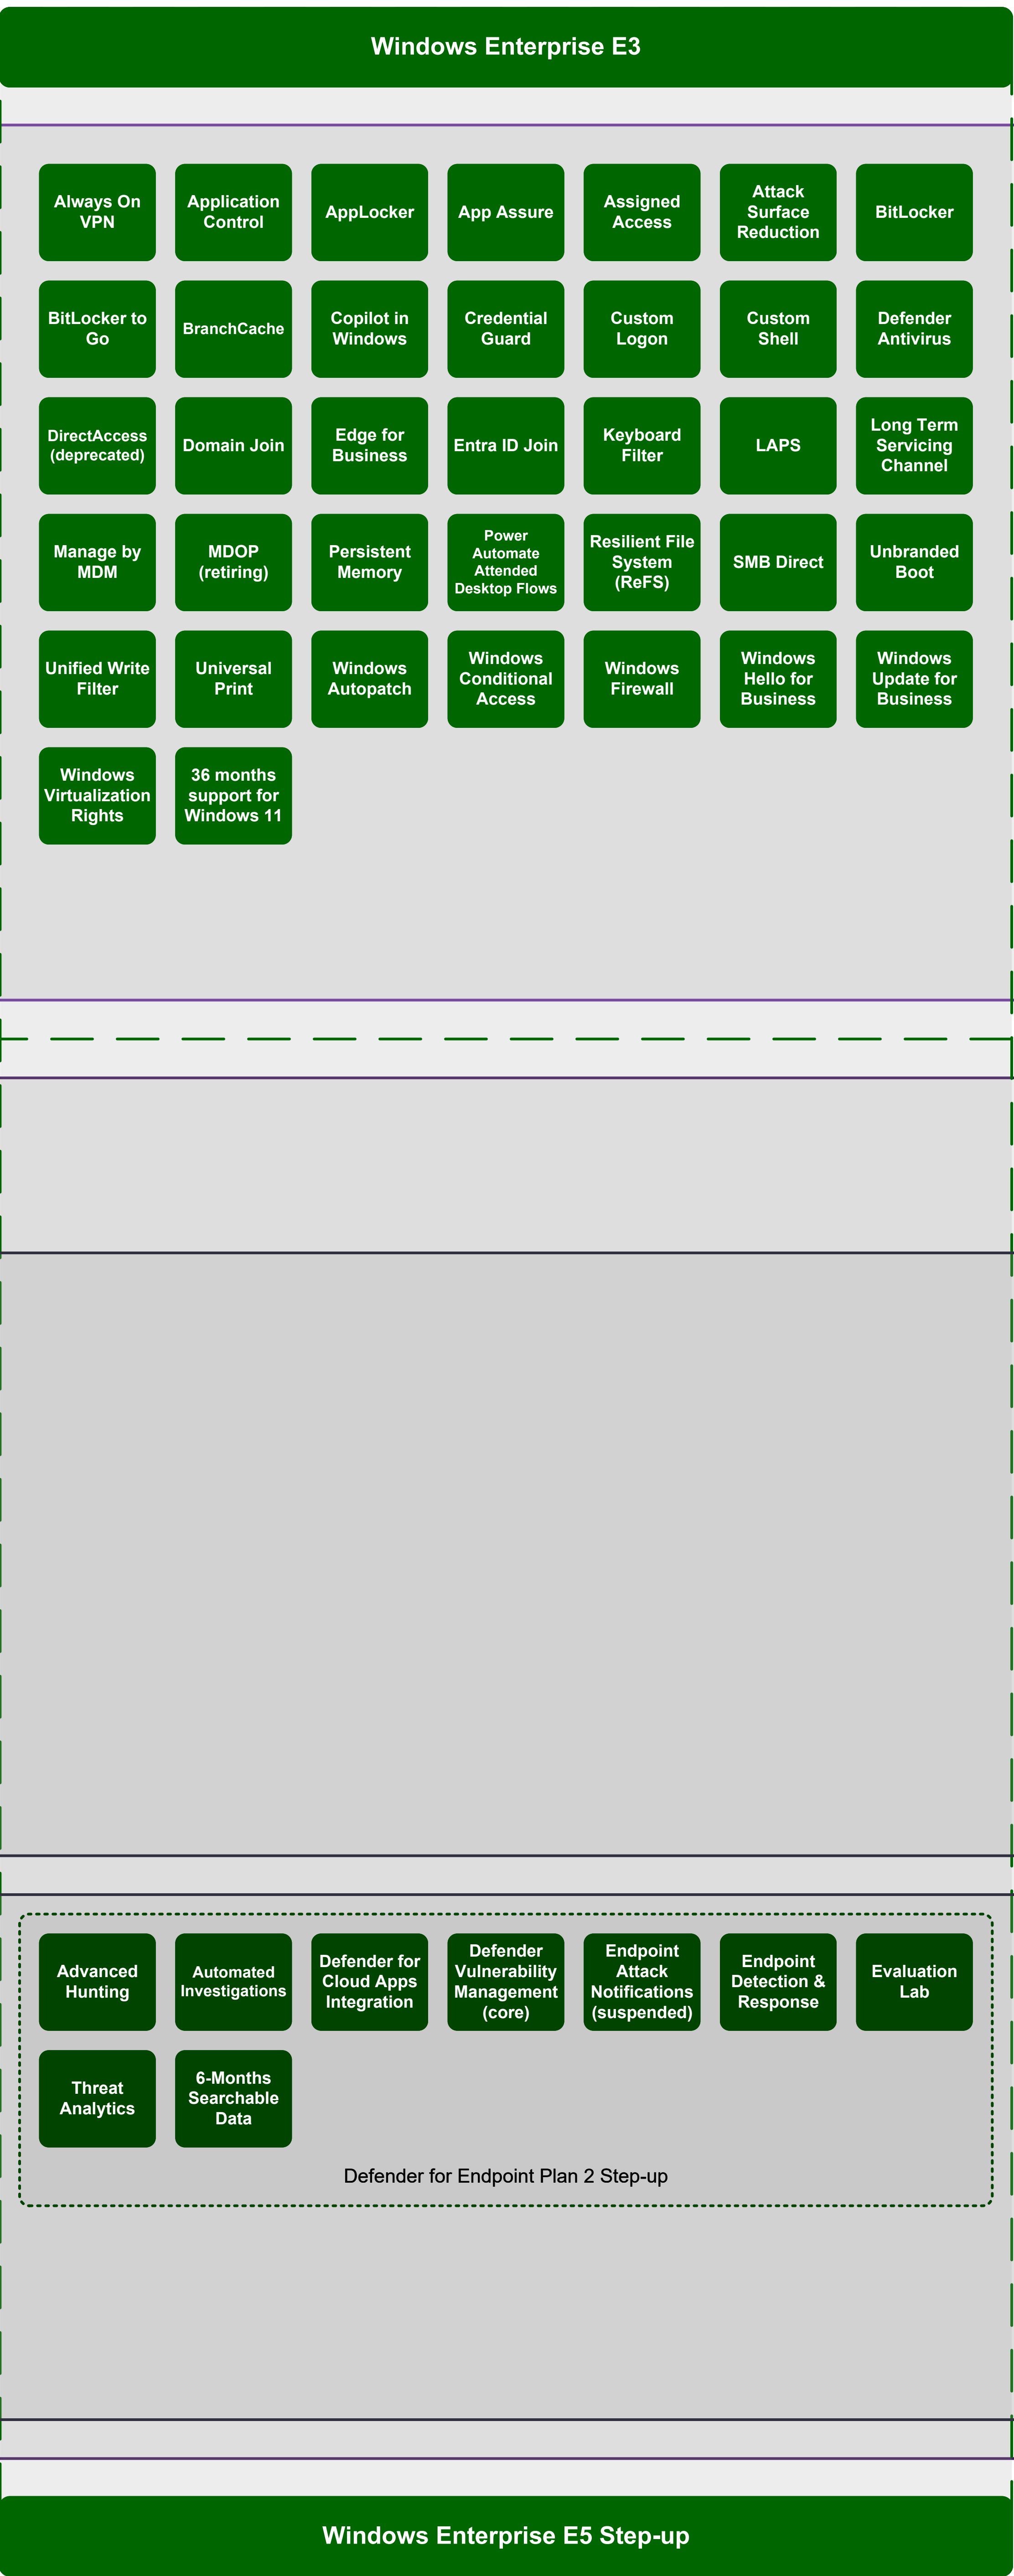 Windows Enterprise E3
Always On
VPN
Application
Control
AppLocker
App Assure
Assigned
Access
Attack
Surface
Reduction
BitLocker
BitLocker to
Go
BranchCache
Copilot in
Windows
Credential
Guard
Custom
Logon
Custom
Shell
Defender
Antivirus
DirectAccess
(deprecated)
Domain Join
Edge for
Business
Entra ID Join
Keyboard
Filter
LAPS
Long Term
Servicing
Channel
Manage by
MDM
MDOP
(retiring)
Persistent
Memory
Power
Automate
Attended
Desktop Flows
Resilient File
System
(ReFS)
SMB Direct
Unbranded
Boot
Unified Write
Filter
Universal
Print
Windows
Autopatch
Windows
Conditional
Access
Windows
Firewall
Windows
Hello for
Business
Windows
Update for
Business
Windows
Virtualization
Rights
36 months
support for
Windows 11
Advanced
Hunting
Automated
Investigations
Defender for
Cloud Apps
Integration
Defender
Vulnerability
Management
(core)
Endpoint
Attack
Notifications
(suspended)
Endpoint
Detection &
Response
Evaluation
Lab
Threat
Analytics
6-Months
Searchable
Data
Defender for Endpoint Plan 2 Step-up
Windows Enterprise E5 Step-up